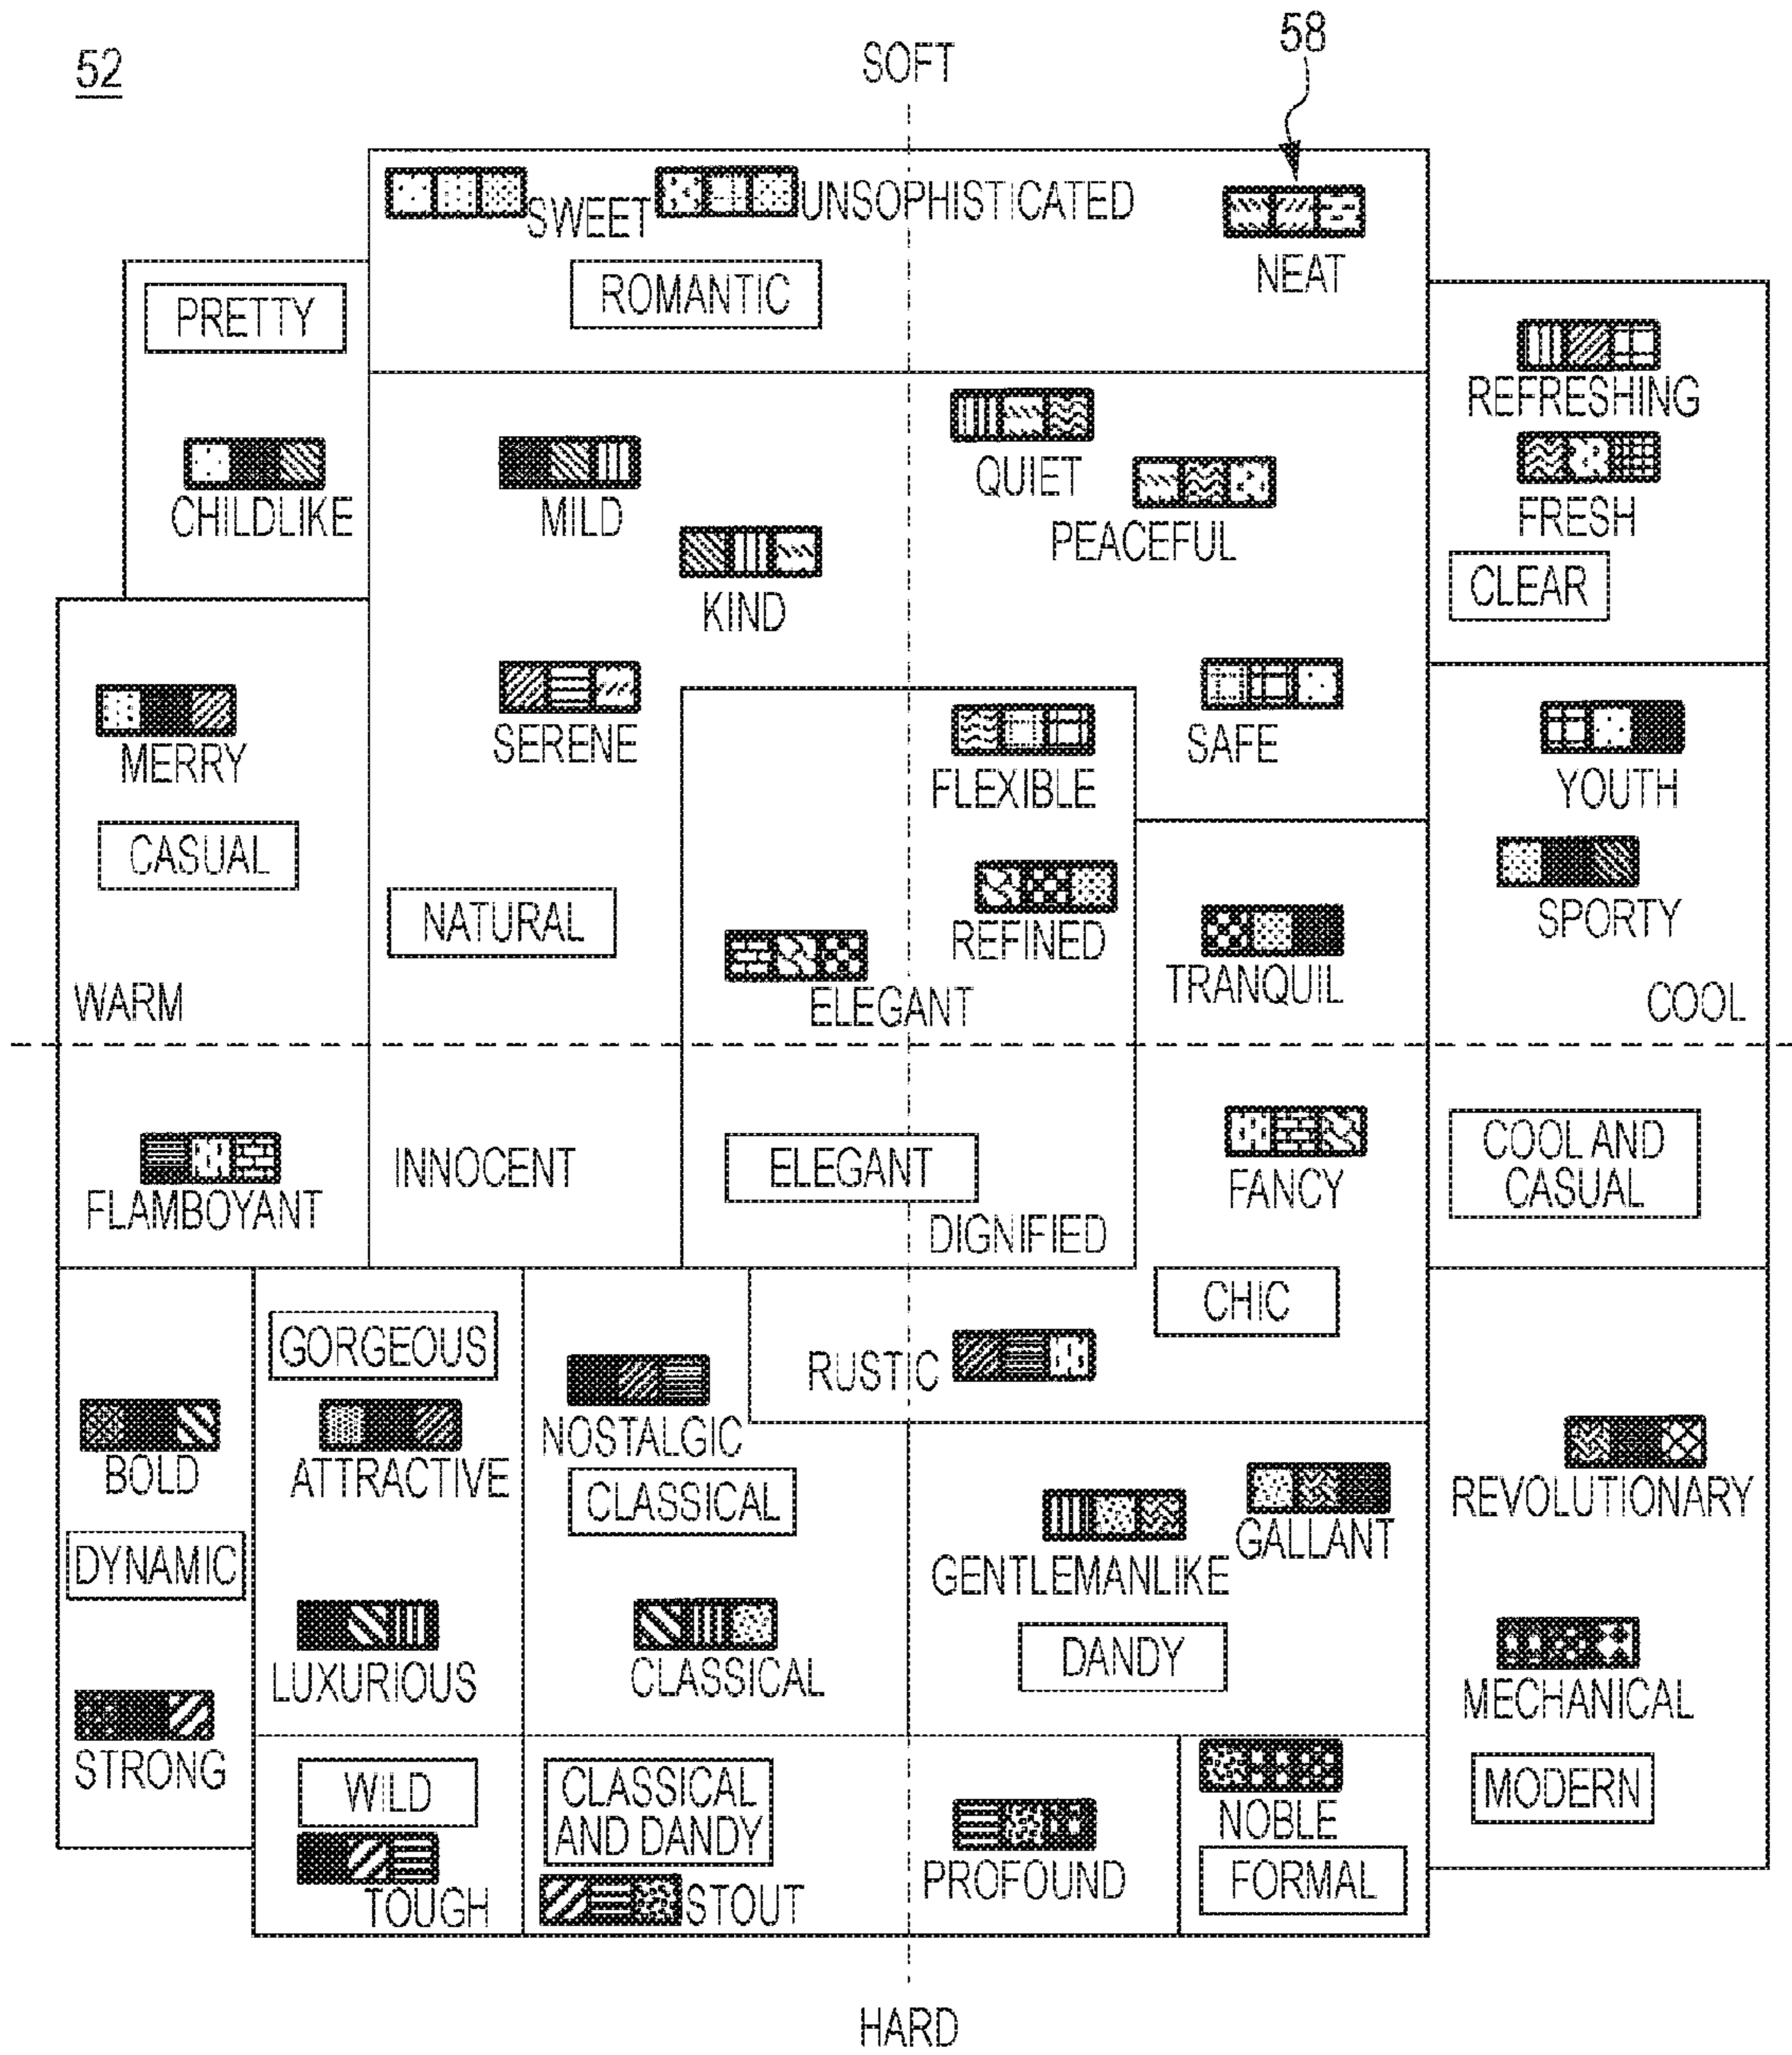 52
SOFT
58
SWEET
UNSOPHISTICATED
NEAT
ROMANTIC
PRETTY
REFRESHING
CHILDLIKE
MILD
QUIET
PEACEFUL
FRESH
CLEAR
KIND
MERRY
SERENE
FLEXIBLE
SAFE
YOUTH
CASUAL
NATURAL
REFINED
SPORTY
ELEGANT
TRANQUIL
WARM
COOL
FLAMBOYANT
INNOCENT
ELEGANT
DIGNIFIED
FANCY
COOL AND
CASUAL
GORGEOUS
CHIC
RUSTIC
BOLD
ATTRACTIVE
NOSTALGIC
CLASSICAL
REVOLUTIONARY
GALLANT
GENTLEMANLIKE
DYNAMIC
LUXURIOUS
CLASSICAL
DANDY
MECHANICAL
STRONG
WILD
CLASSICAL
AND DANDY
NOBLE
MODERN
TOUGH
STOUT
PROFOUND
FORMAL
HARD